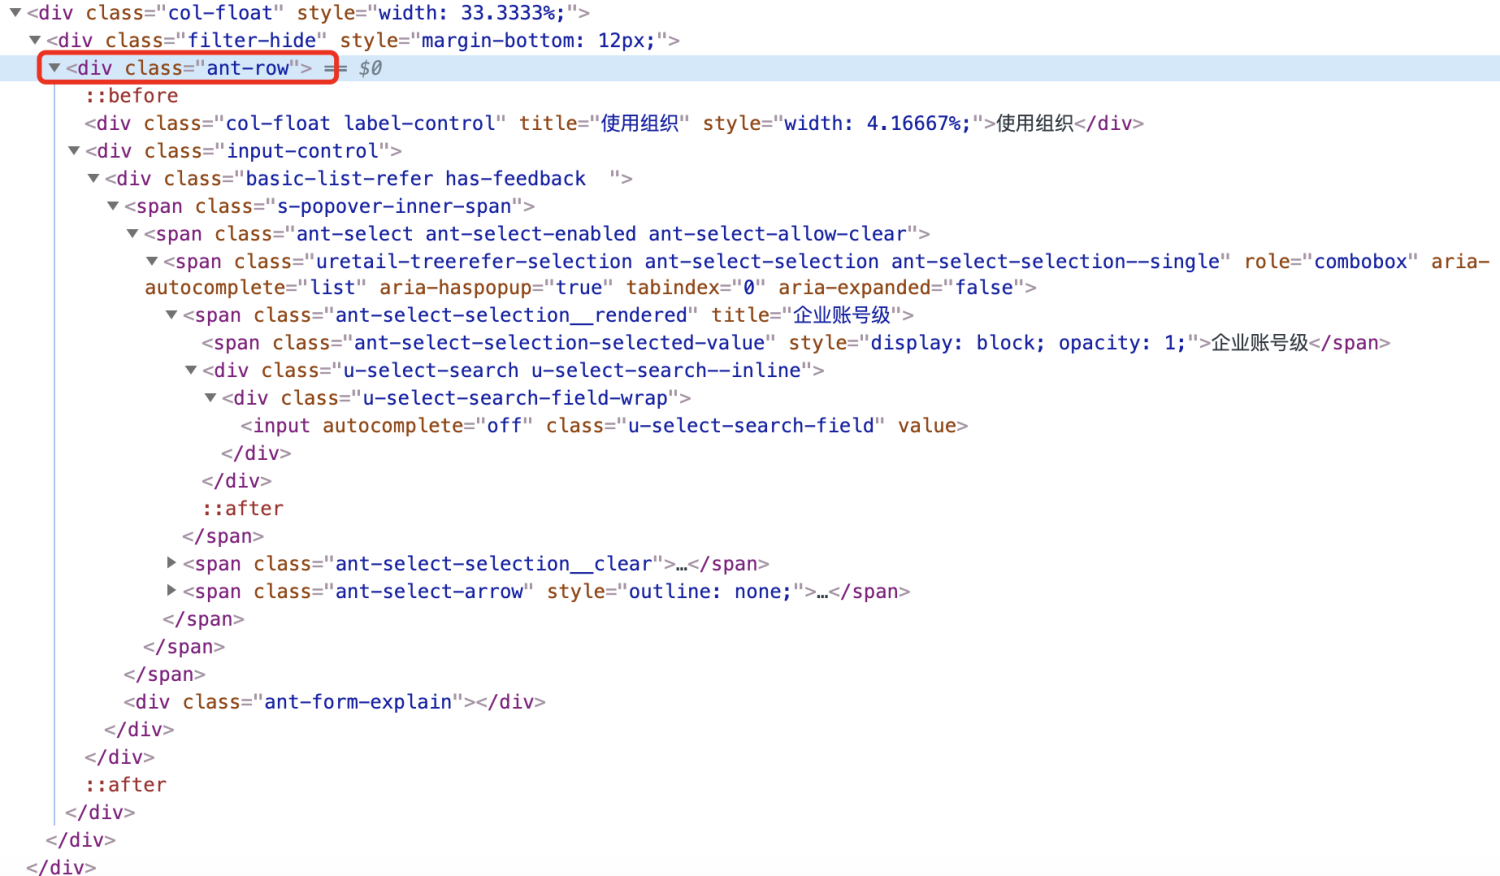 <div class="col-float" style="width: 33.3333%;">
<div class="filter-hide" style="margin-bottom: 12px;">
<div class="ant-row"> == $0
::before
<div class="col-float label-control" title="使用组织" style="width: 4.16667%;">使用组织</div>
<div class="input-control">
<div class="basic-list-refer has-feedback  ">
<span class="s-popover-inner-span">
<span class="ant-select ant-select-enabled ant-select-allow-clear">
<span class="uretail-treerefer-selection ant-select-selection ant-select-selection--single" role="combobox" aria-
autocomplete="list" aria-haspopup="true" tabindex="0" aria-expanded="false">
<span class="ant-select-selection__rendered" title="企业账号级">
<span class="ant-select-selection-selected-value" style="display: block; opacity: 1;">企业账号级</span>
<div class="u-select-search u-select-search--inline">
<div class="u-select-search-field-wrap">
<input autocomplete="off" class="u-select-search-field" value>
</div>
</div>
::after
</span>
<span class="ant-select-selection__clear">…</span>
<span class="ant-select-arrow" style="outline: none;">…</span>
</span>
</span>
</span>
<div class="ant-form-explain"></div>
</div>
</div>
::after
</div>
</div>
</div>